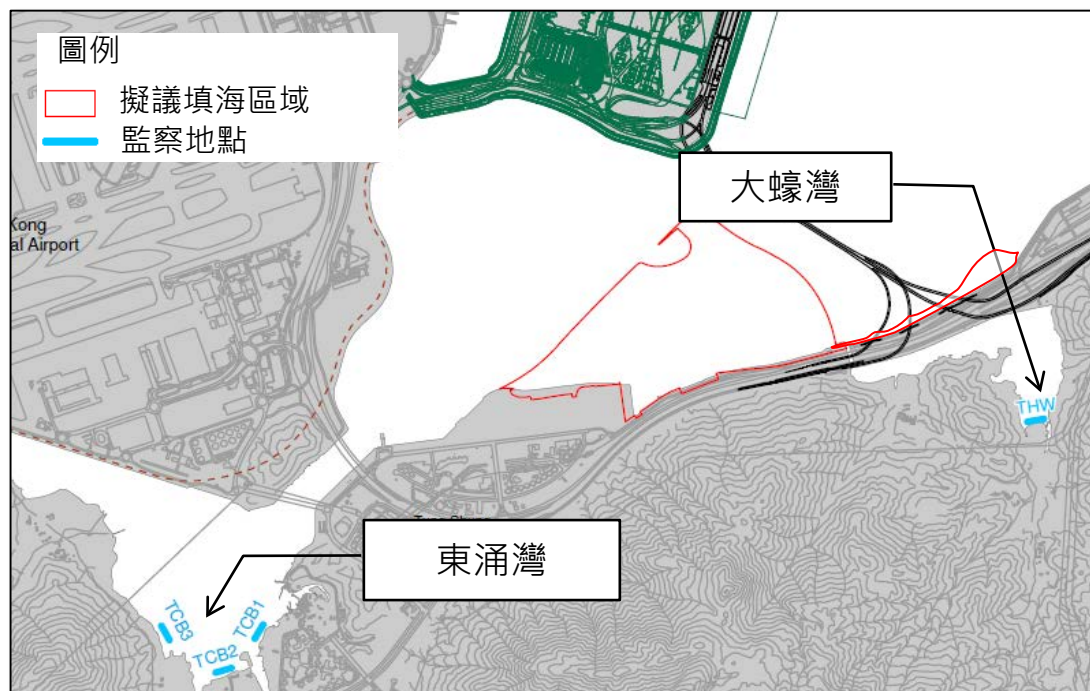 圖例
擬議填海區域
監察地點
大蠔灣
Kong
al Airport
THW
東涌灣
TCB3
TCB2
TCB1